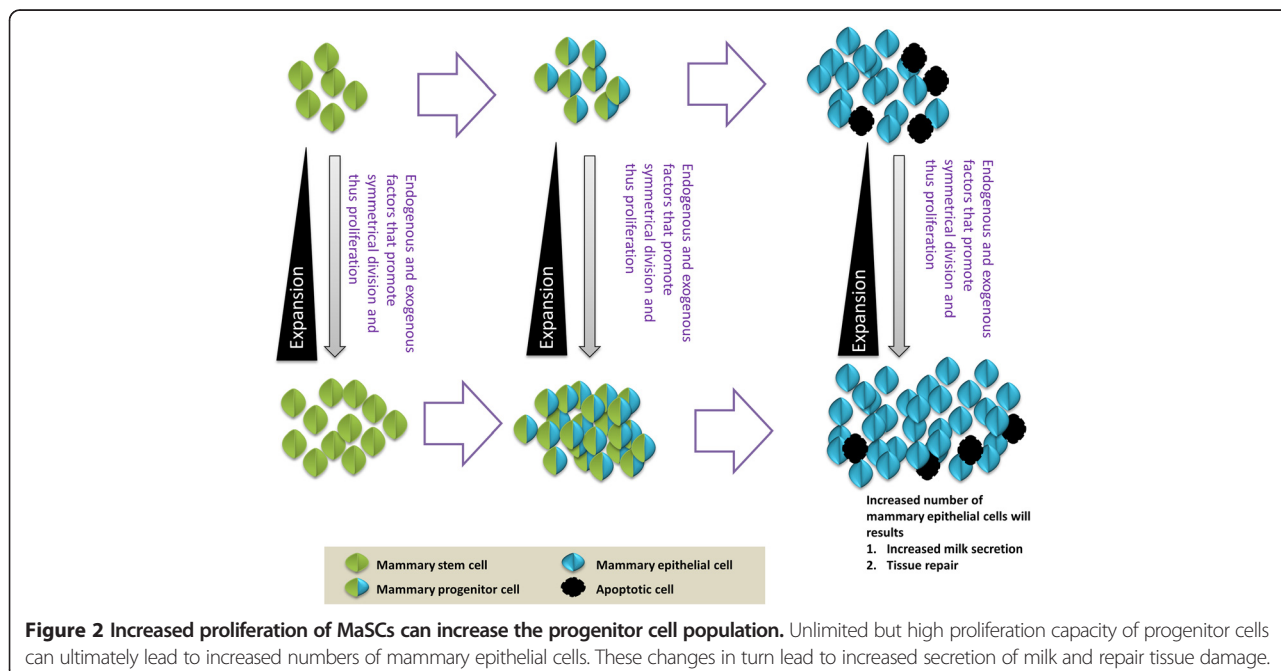 Endogenous and exogenous
factors that promote
symmetrical division and
thus proliferation
Expansion
Endogenous and exogenous
factors that promote
symmetrical division and
thus proliferation
Expansion
Endogenous and exogenous
factors that promote
symmetrical division and
thus proliferation
Expansion
Increased number of
mammary epithelial cells will
results
1. Increased milk secretion
2. Tissue repair
Mammary stem cell
Mammary epithelial cell
Mammary progenitor cell
Apoptotic cell
Figure 2 Increased proliferation of MaSCs can increase the progenitor cell population. Unlimited but high proliferation capacity of progenitor cells
can ultimately lead to increased numbers of mammary epithelial cells. These changes in turn lead to increased secretion of milk and repair tissue damage.